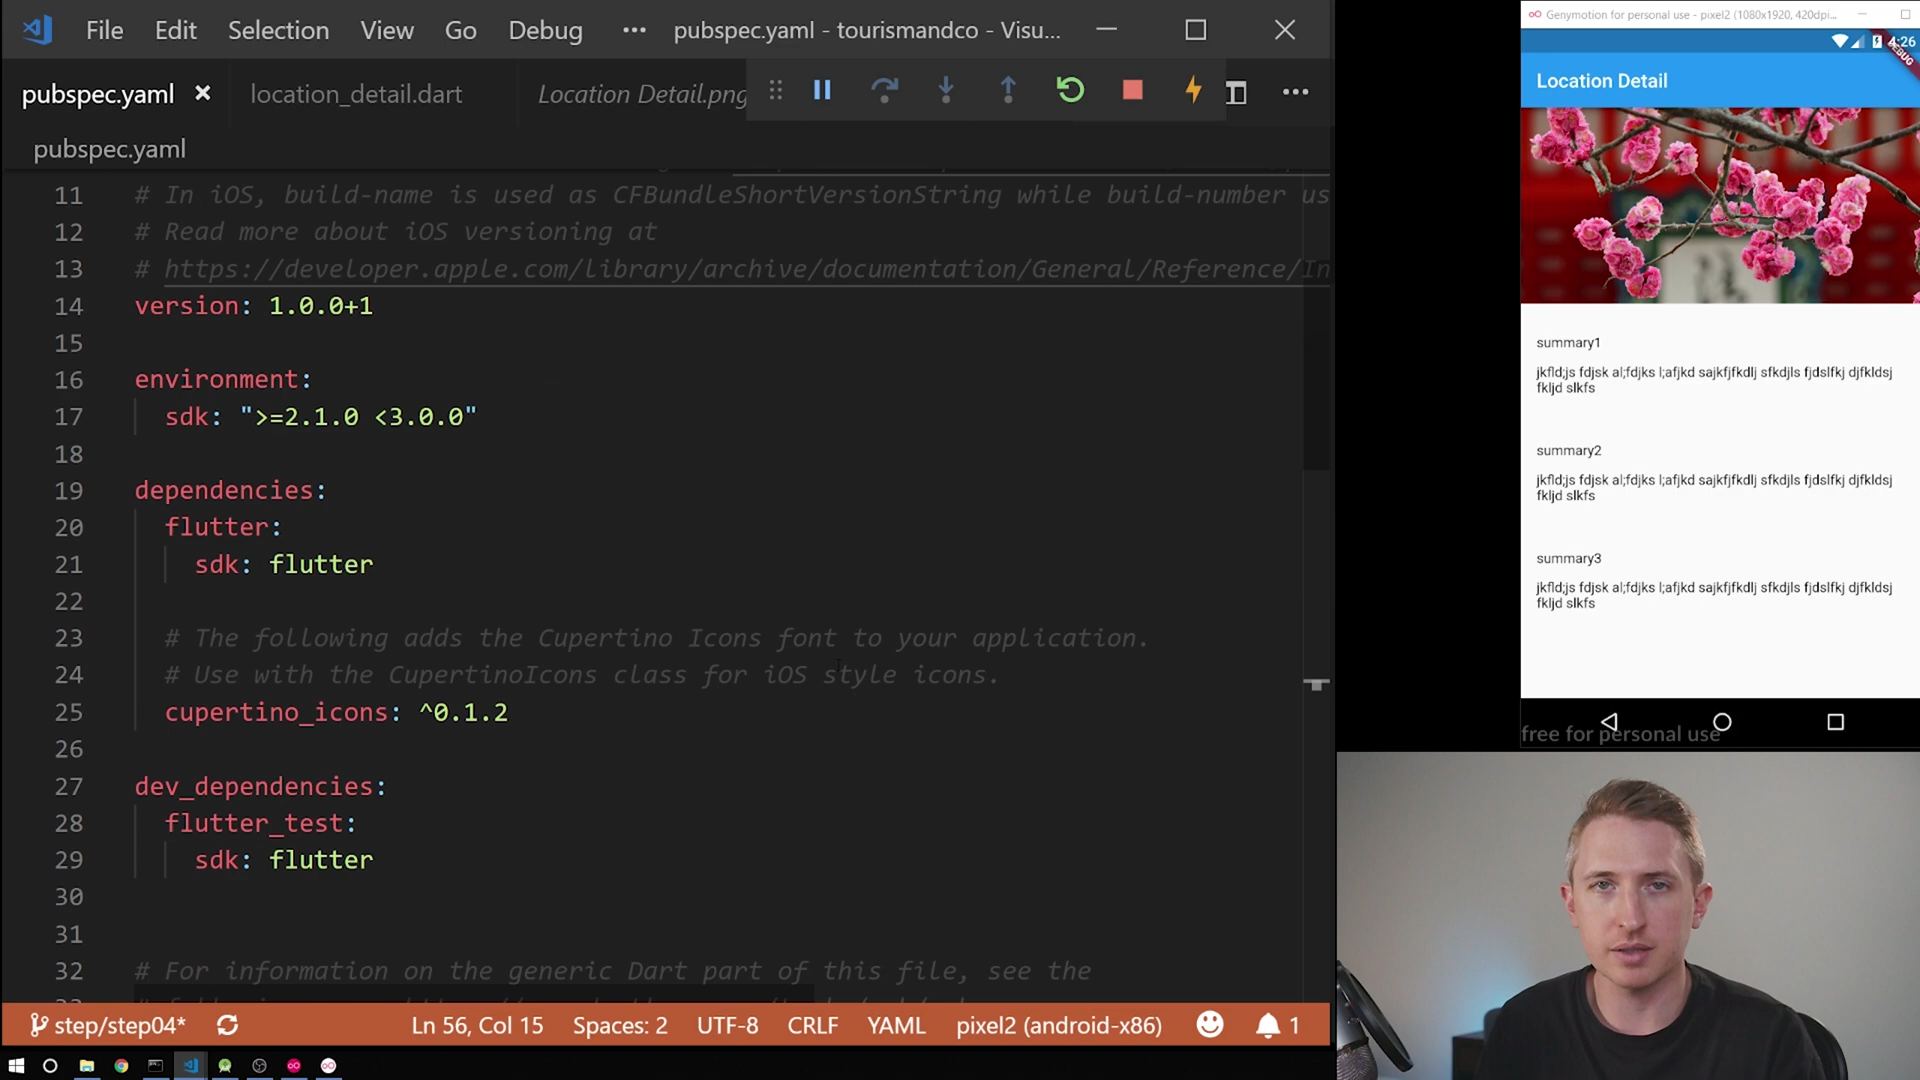 File Edit Selection View Go Debug ••• pubspec.yaml - tourismandco - Visu...
pubspec.yaml location_detail.dart Location Detail.png
pubspec.yaml
11 # In iOS, build-name is used as CFBundleShortVersionString while build-number us
12 # Read more about iOS versioning at
13 # https://developer.apple.com/library/archive/documentation/General/Reference/In
14 version: 1.0.0+1
15
16 environment:
17 sdk: ">=2.1.0 <3.0.0"
18
19 dependencies:
20 flutter:
21 sdk: flutter
22
23 # The following adds the Cupertino Icons font to your application.
24 # Use with the CupertinoIcons class for iOS style icons.
25 cupertino_icons: ^0.1.2
26
27 dev_dependencies:
28 flutter_test:
29 sdk: flutter
30
31
32 # For information on the generic Dart part of this file, see the
step/step04* Ln 56, Col 15 Spaces: 2 UTF-8 CRLF YAML pixel2 (android-x86) 1
Genymotion for personal use - pixel2 (1080x1920, 420dpi...
4:26
DEBUG
Location Detail
summary1
jkfld;js fdjsk al;fdjks l;afjkd sajkfjfkdlj sfkdjls fjdslfkj djfkldsj
fkljd slkfs
summary2
jkfld;js fdjsk al;fdjks l;afjkd sajkfjfkdlj sfkdjls fjdslfkj djfkldsj
fkljd slkfs
summary3
jkfld;js fdjsk al;fdjks l;afjkd sajkfjfkdlj sfkdjls fjdslfkj djfkldsj
fkljd slkfs
free for personal use